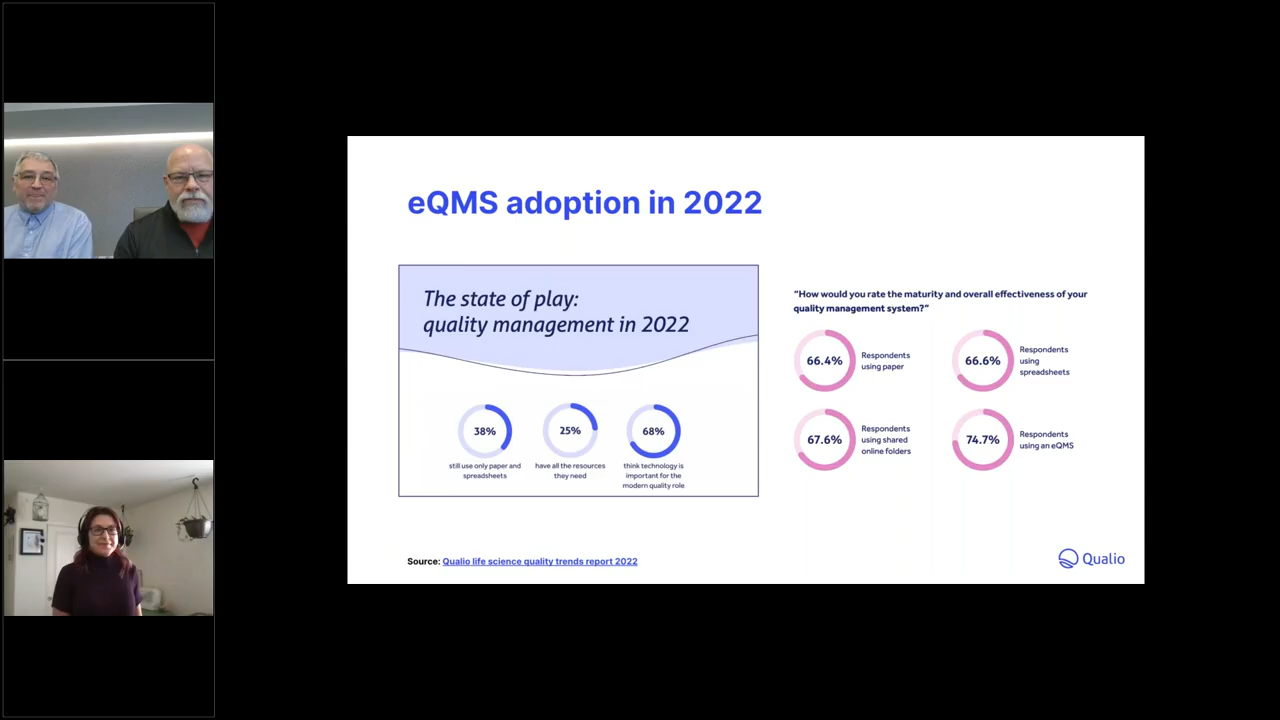 eQMS adoption in 2022
The state of play:
quality management in 2022
38%
still use only paper and
spreadsheets
25%
have all the resources
they need
68%
think technology is
important for the
modern quality role
“How would you rate the maturity and overall effectiveness of your
quality management system?“
66.4%
Respondents
using paper
66.6%
Respondents
using
spreadsheets
67.6%
Respondents
using shared
online folders
74.7%
Respondents
using an eQMS
Source: Qualio life science quality trends report 2022
Qualio